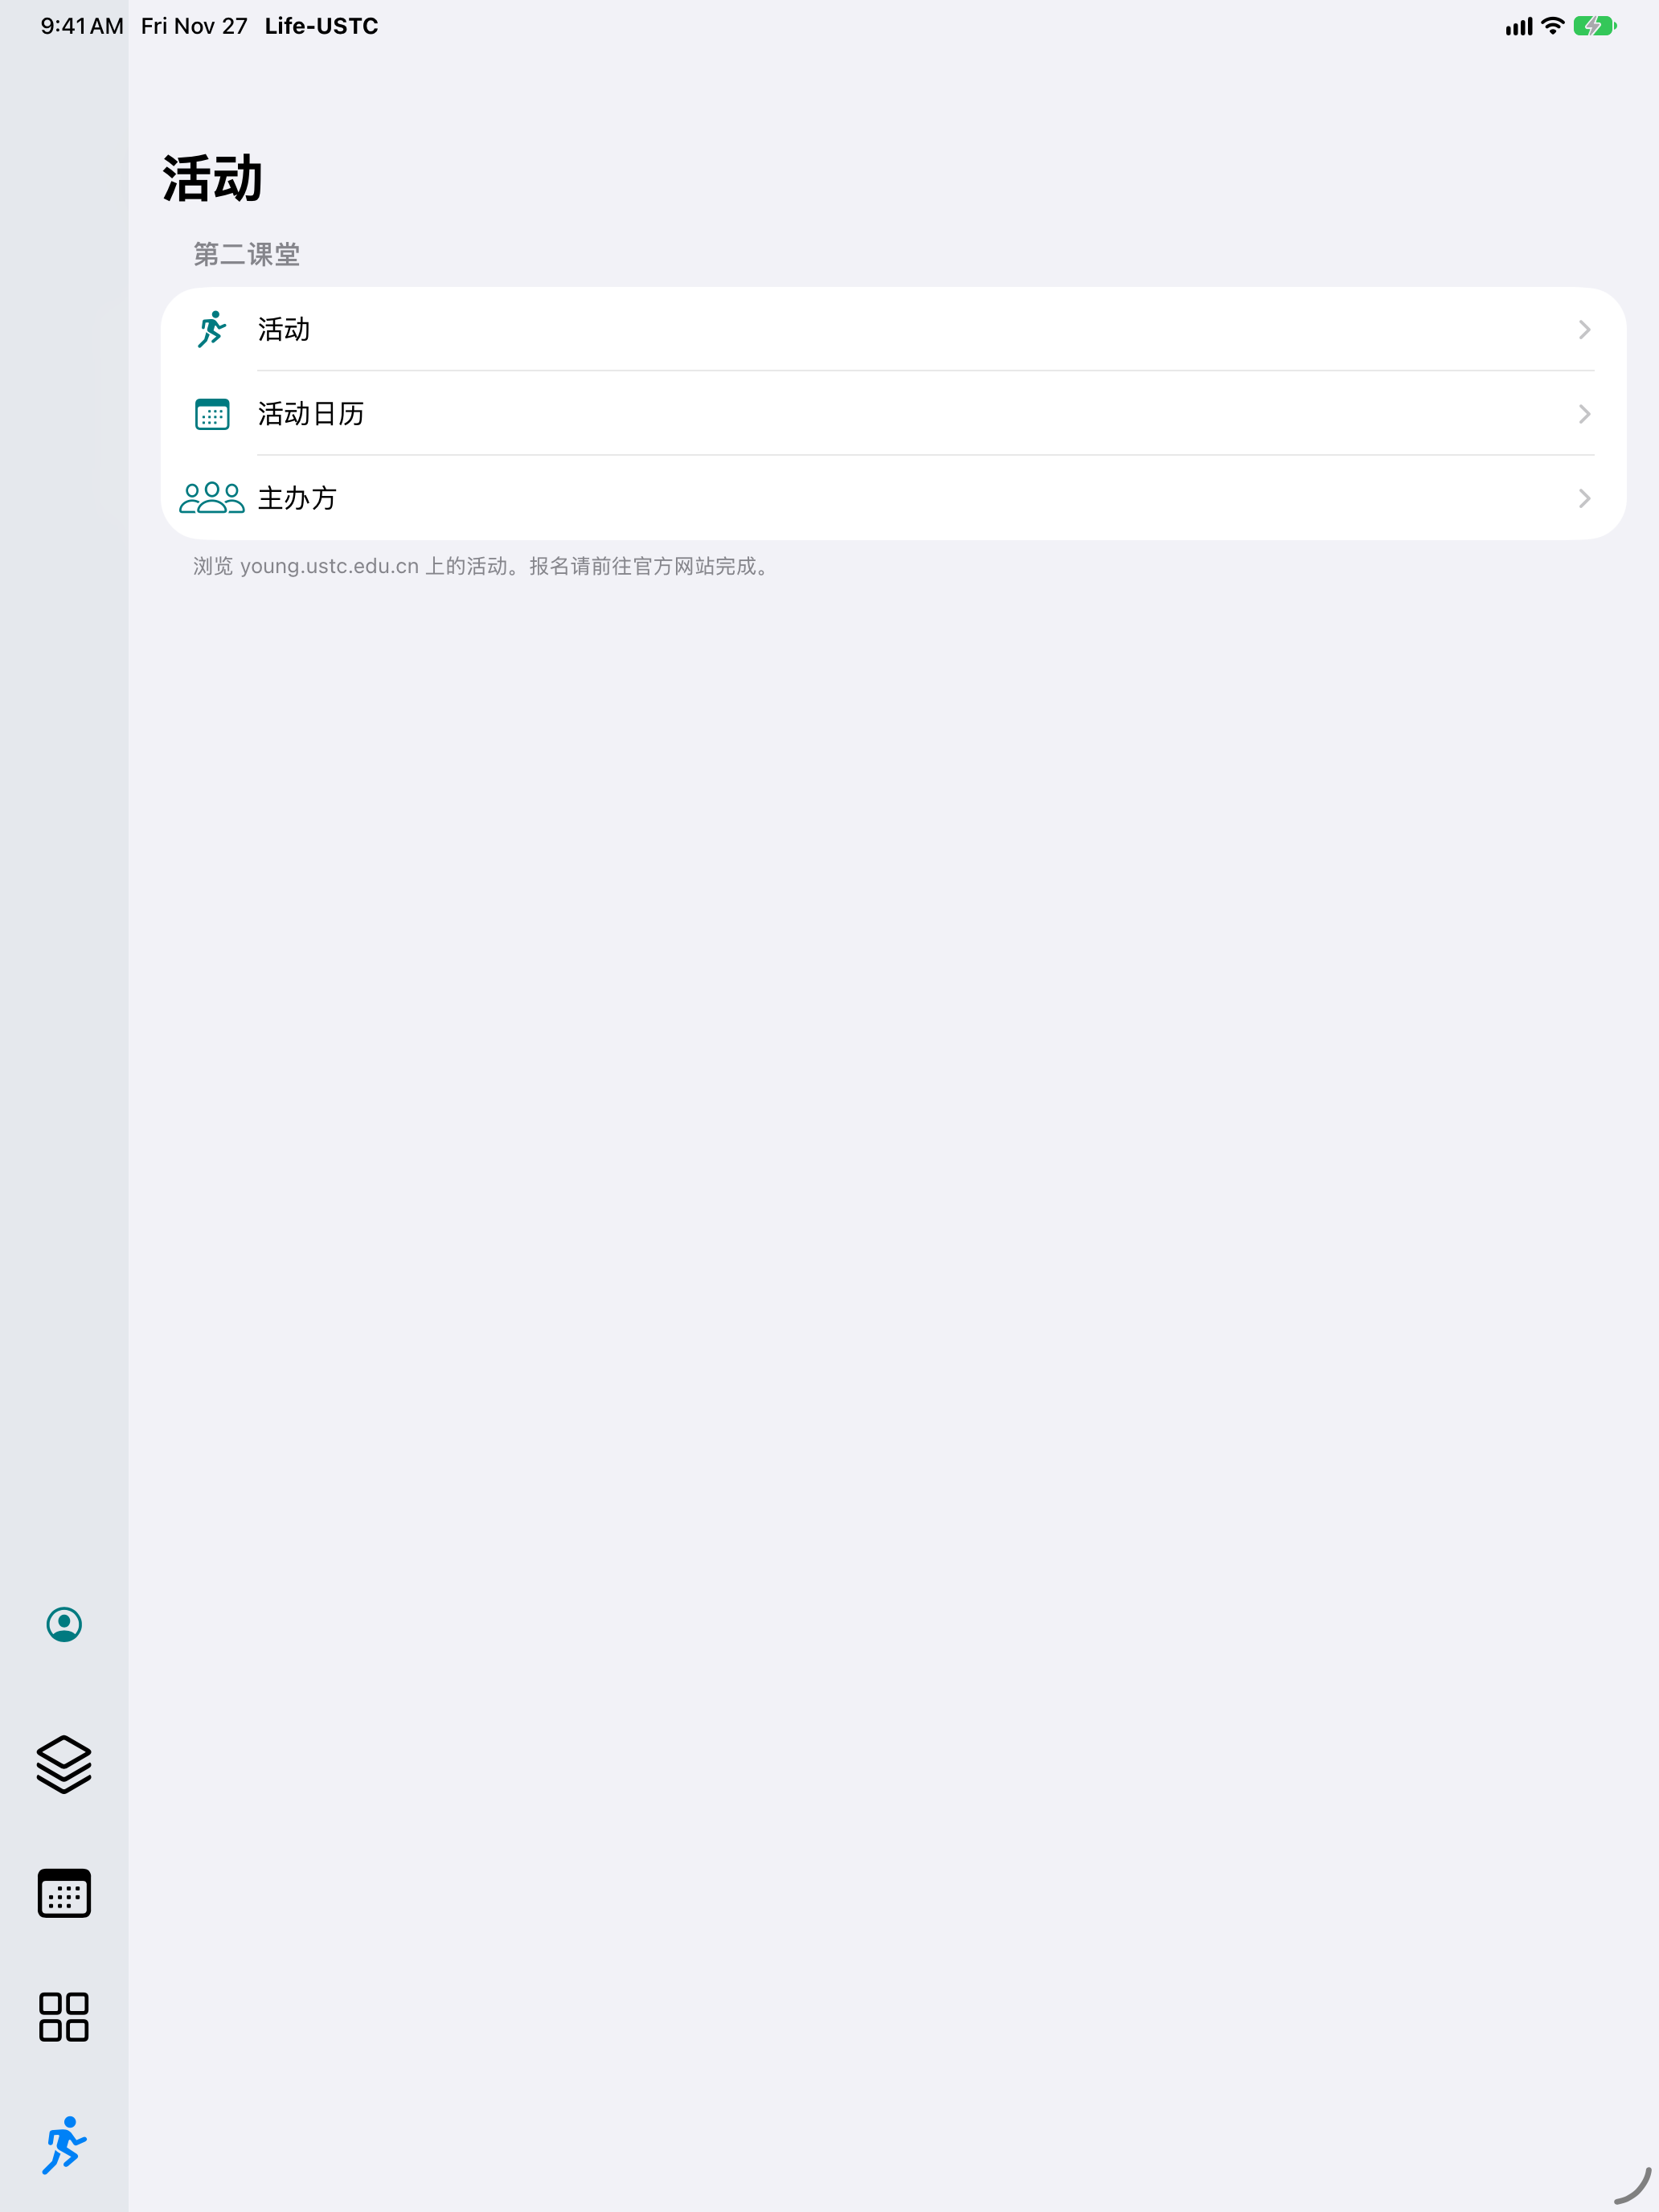 9:41 AM Fri Nov 27 Life-USTC
活动
第二课堂
活动
活动日历
主办方
浏览 young.ustc.edu.cn 上的活动。报名请前往官方网站完成。